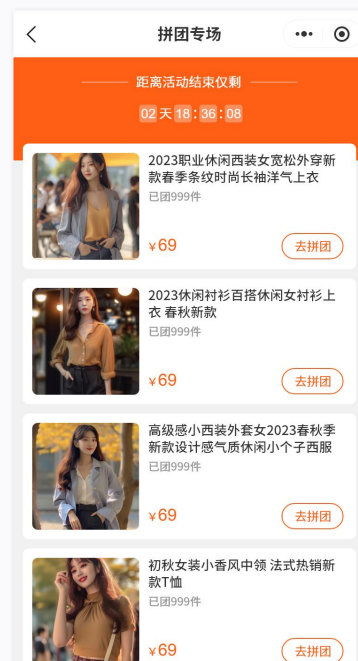 拼团专场
距离活动结束仅剩
02 天 18 : 36 : 08
2023职业休闲西装女宽松外穿新
款春季条纹时尚长袖洋气上衣
已团999件
¥69
去拼团
2023休闲衬衫百搭休闲女衬衫上
衣 春秋新款
已团999件
¥69
去拼团
高级感小西装外套女2023春秋季
新款设计感气质休闲小个子西服
已团999件
¥69
去拼团
初秋女装小香风中领 法式热销新
款T恤
已团999件
¥69
去拼团